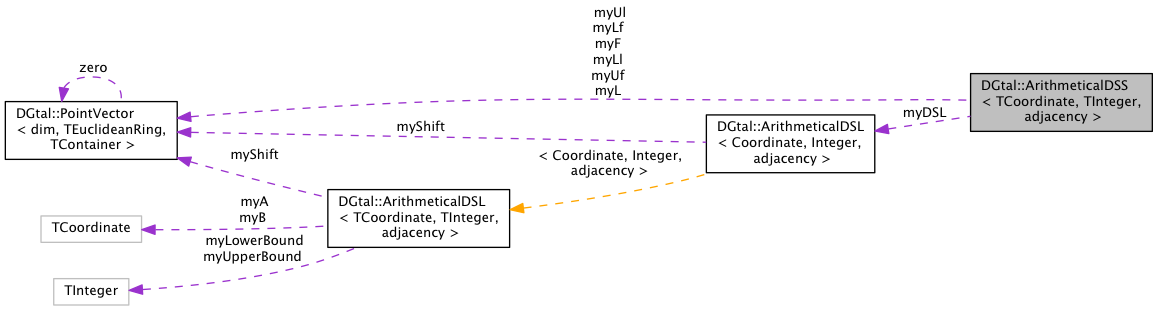 myUl
myLf
myF
myLl
myUf
myL
zero
DGtal::ArithmeticalDSS
< TCoordinate, TInteger,
adjacency >
DGtal::PointVector
< dim, TEuclideanRing,
TContainer >
myDSL
myShift
DGtal::ArithmeticalDSL
< Coordinate, Integer,
adjacency >
myShift
< Coordinate, Integer,
adjacency >
DGtal::ArithmeticalDSL
< TCoordinate, TInteger,
adjacency >
myA
myB
TCoordinate
myLowerBound
myUpperBound
TInteger